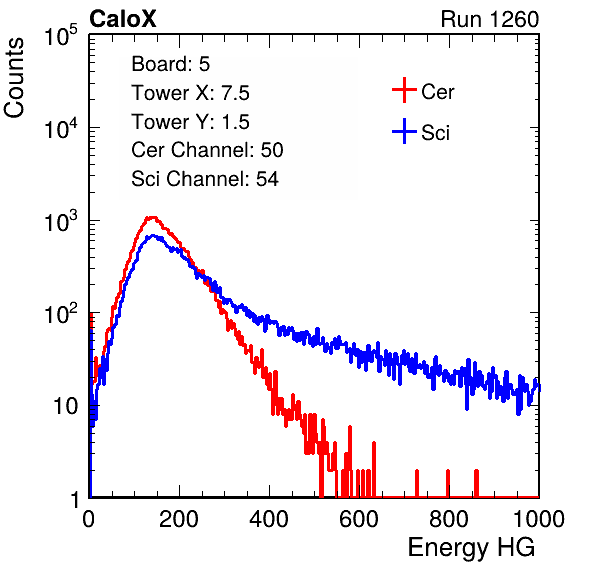 CaloX Run 1260
Counts
10^5
10^4
10^3
10^2
10
1
Board: 5
Tower X: 7.5
Tower Y: 1.5
Cer Channel: 50
Sci Channel: 54
Cer
Sci
0 200 400 600 800 1000
Energy HG